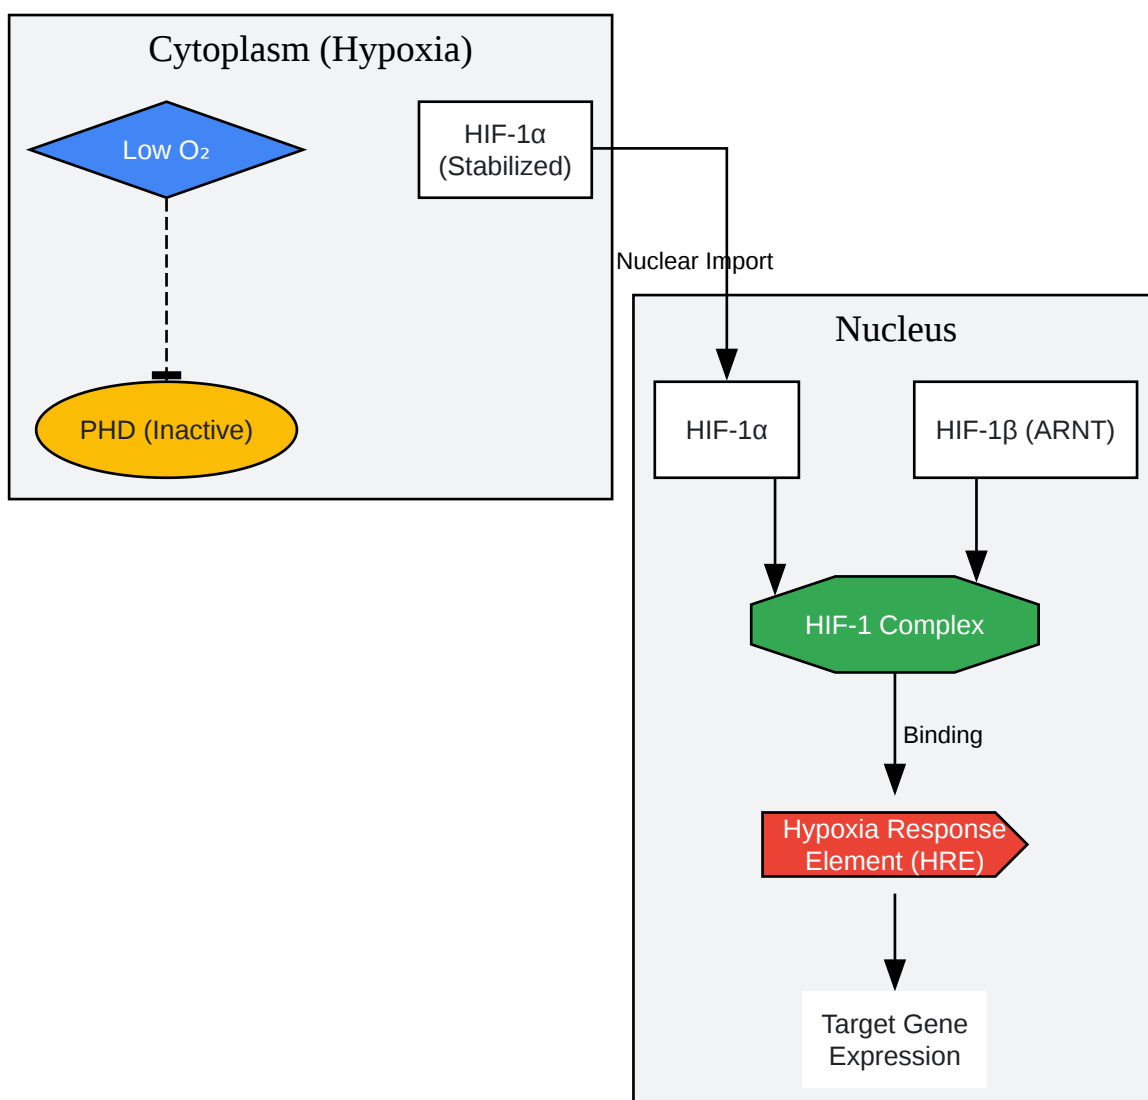 Cytoplasm (Hypoxia)
Low O₂
HIF-1α
(Stabilized)
Nuclear Import
PHD (Inactive)
Nucleus
HIF-1α
HIF-1β (ARNT)
HIF-1 Complex
Binding
Hypoxia Response
Element (HRE)
Target Gene
Expression